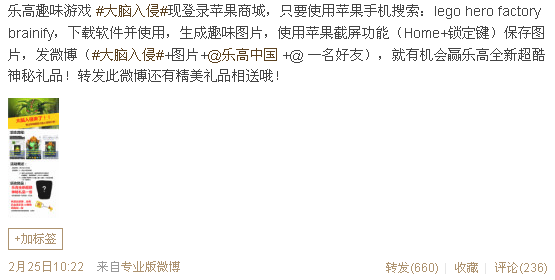 乐高趣味游戏 #大脑入侵#现登录苹果商城，只要使用苹果手机搜索：lego hero factory
brainify，下载软件并使用，生成趣味图片，使用苹果截屏功能（Home+锁定键）保存图
片，发微博（#大脑入侵#+图片+@乐高中国 +@ 一名好友），就有机会赢乐高全新超酷
神秘礼品！转发此微博还有精美礼品相送哦！
大脑入侵来了！！
+加标签
2月25日10:22 来自专业版微博 转发(660) | 收藏 | 评论(236)